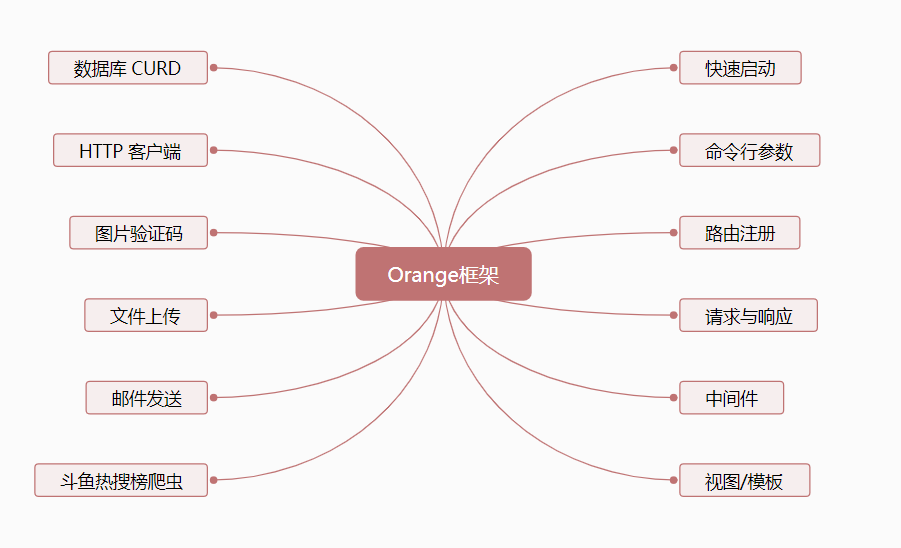 数据库 CURD
快速启动
HTTP 客户端
命令行参数
图片验证码
路由注册
Orange框架
文件上传
请求与响应
邮件发送
中间件
斗鱼热搜榜爬虫
视图/模板